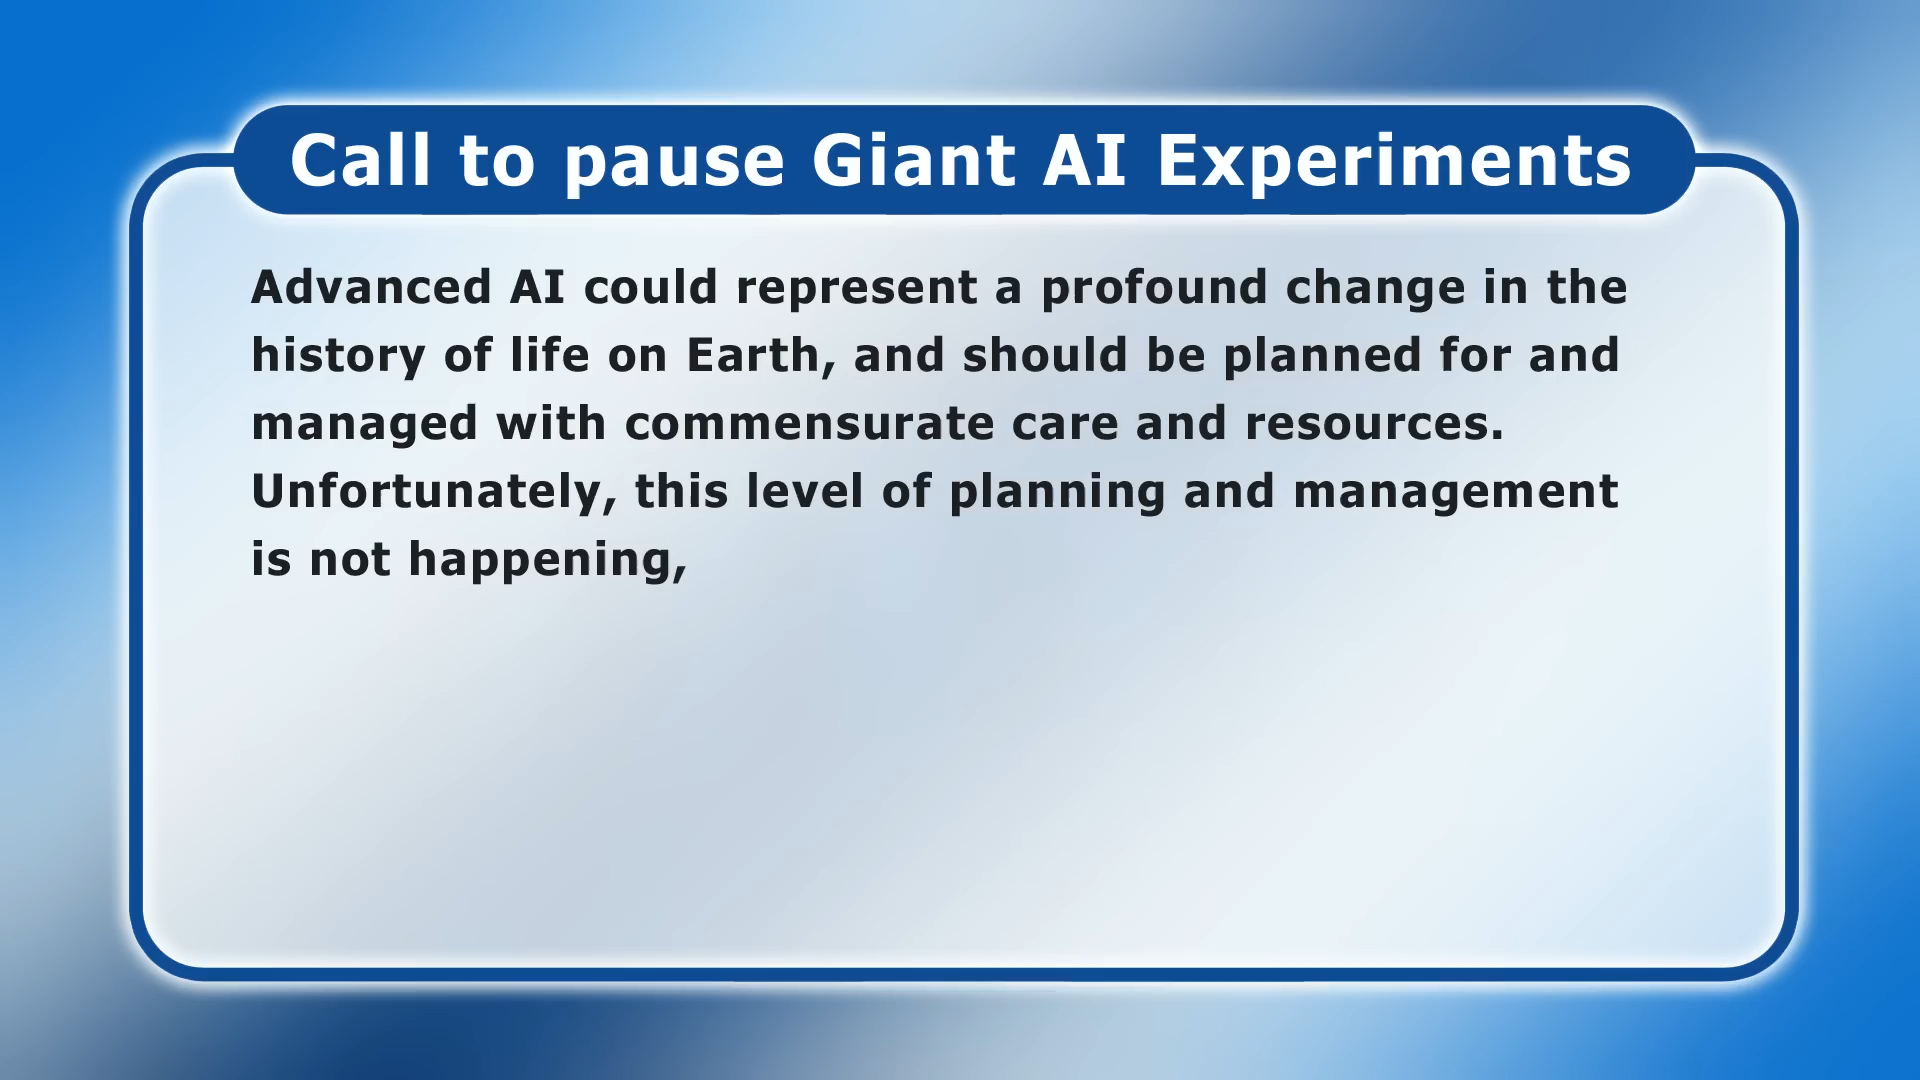 Call to pause Giant AI Experiments
Advanced AI could represent a profound change in the
history of life on Earth, and should be planned for and
managed with commensurate care and resources.
Unfortunately, this level of planning and management
is not happening,